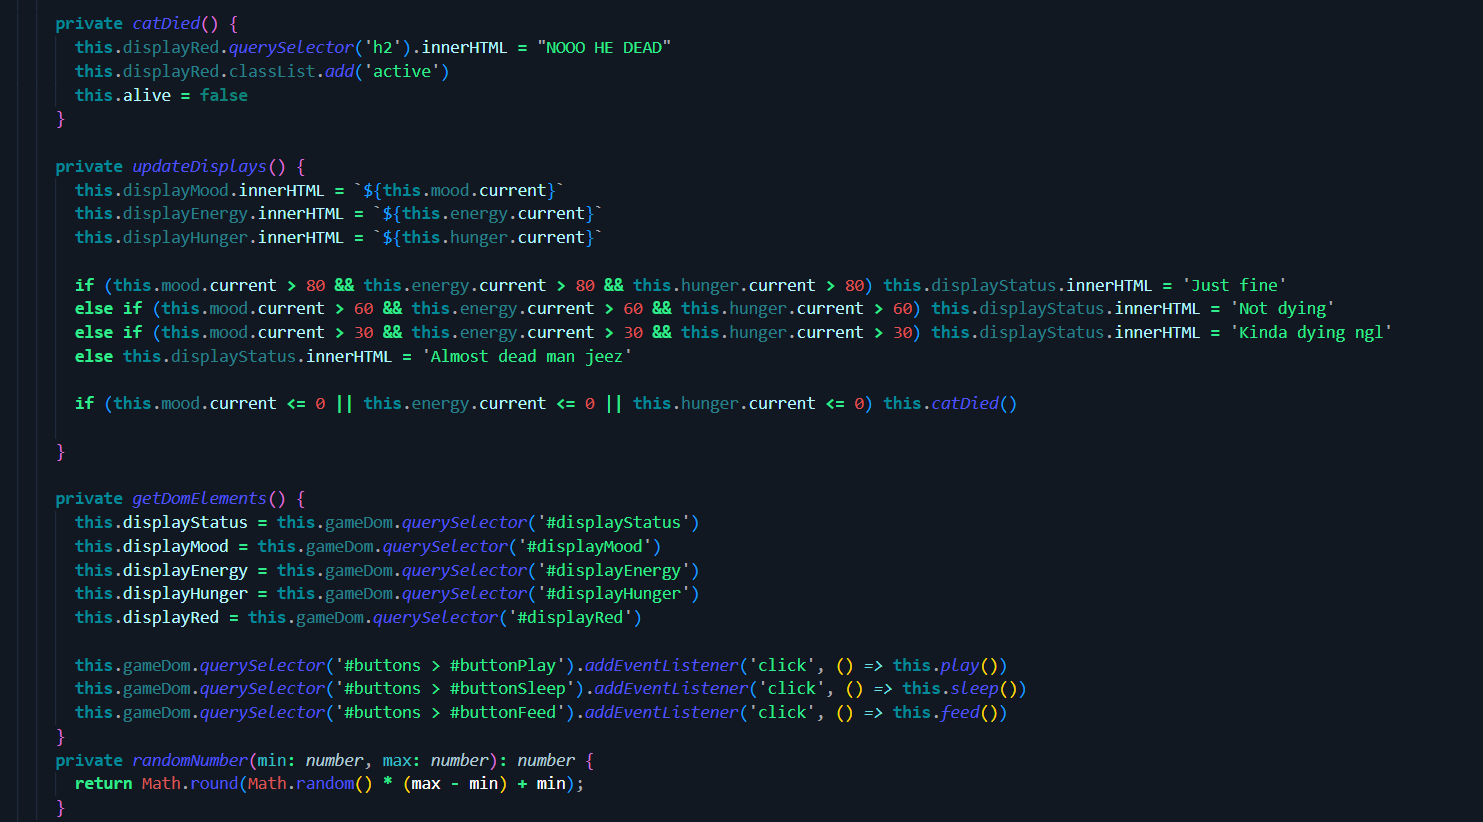 private catDied() {
this.displayRed.querySelector('h2').innerHTML = "NOOO HE DEAD"
this.displayRed.classList.add('active')
this.alive = false
}
private updateDisplays() {
this.displayMood.innerHTML = `${this.mood.current}`
this.displayEnergy.innerHTML = `${this.energy.current}`
this.displayHunger.innerHTML = `${this.hunger.current}`
if (this.mood.current > 80 && this.energy.current > 80 && this.hunger.current > 80) this.displayStatus.innerHTML = 'Just fine'
else if (this.mood.current > 60 && this.energy.current > 60 && this.hunger.current > 60) this.displayStatus.innerHTML = 'Not dying'
else if (this.mood.current > 30 && this.energy.current > 30 && this.hunger.current > 30) this.displayStatus.innerHTML = 'Kinda dying ngl'
else this.displayStatus.innerHTML = 'Almost dead man jeez'
if (this.mood.current <= 0 || this.energy.current <= 0 || this.hunger.current <= 0) this.catDied()
}
private getDomElements() {
this.displayStatus = this.gameDom.querySelector('#displayStatus')
this.displayMood = this.gameDom.querySelector('#displayMood')
this.displayEnergy = this.gameDom.querySelector('#displayEnergy')
this.displayHunger = this.gameDom.querySelector('#displayHunger')
this.displayRed = this.gameDom.querySelector('#displayRed')
this.gameDom.querySelector('#buttons > #buttonPlay').addEventListener('click', () => this.play())
this.gameDom.querySelector('#buttons > #buttonSleep').addEventListener('click', () => this.sleep())
this.gameDom.querySelector('#buttons > #buttonFeed').addEventListener('click', () => this.feed())
}
private randomNumber(min: number, max: number): number {
return Math.round(Math.random() * (max - min) + min);
}